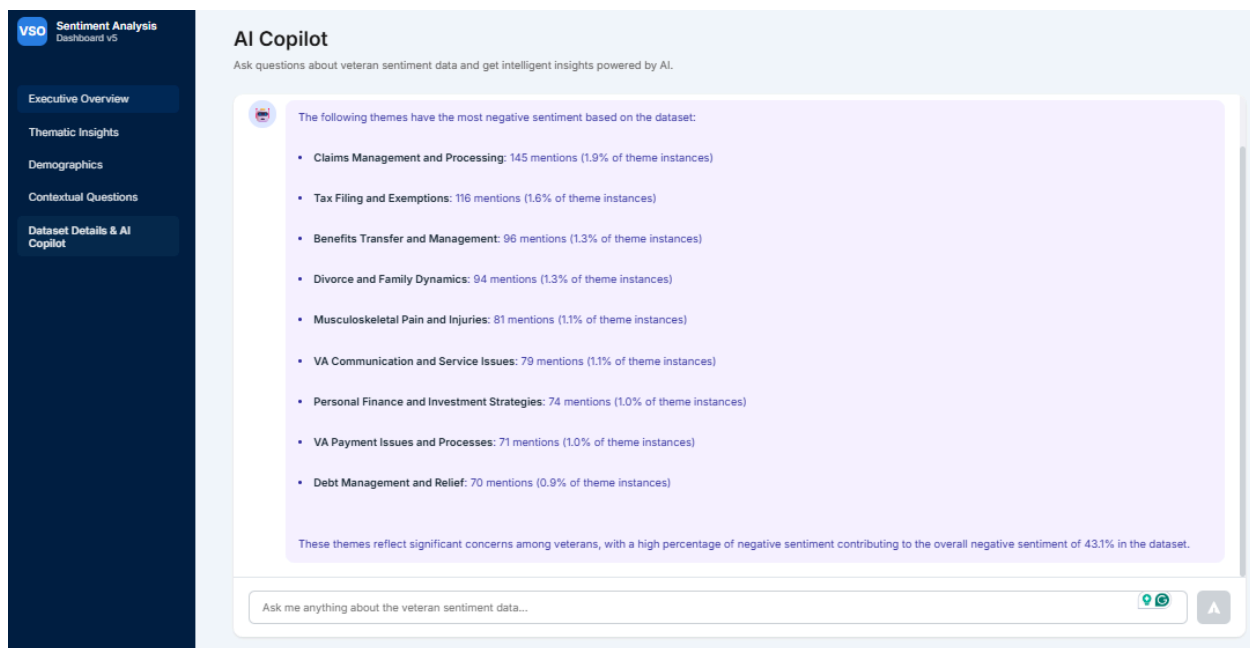 VSO
Sentiment Analysis
Dashboard v5
Executive Overview
Thematic Insights
Demographics
Contextual Questions
Dataset Details & AI
Copilot
AI Copilot
Ask questions about veteran sentiment data and get intelligent insights powered by AI.
The following themes have the most negative sentiment based on the dataset:
• Claims Management and Processing: 145 mentions (1.9% of theme instances)
• Tax Filing and Exemptions: 116 mentions (1.6% of theme instances)
• Benefits Transfer and Management: 96 mentions (1.3% of theme instances)
• Divorce and Family Dynamics: 94 mentions (1.3% of theme instances)
• Musculoskeletal Pain and Injuries: 81 mentions (1.1% of theme instances)
• VA Communication and Service Issues: 79 mentions (1.1% of theme instances)
• Personal Finance and Investment Strategies: 74 mentions (1.0% of theme instances)
• VA Payment Issues and Processes: 71 mentions (1.0% of theme instances)
• Debt Management and Relief: 70 mentions (0.9% of theme instances)
These themes reflect significant concerns among veterans, with a high percentage of negative sentiment contributing to the overall negative sentiment of 43.1% in the dataset.
Ask me anything about the veteran sentiment data...